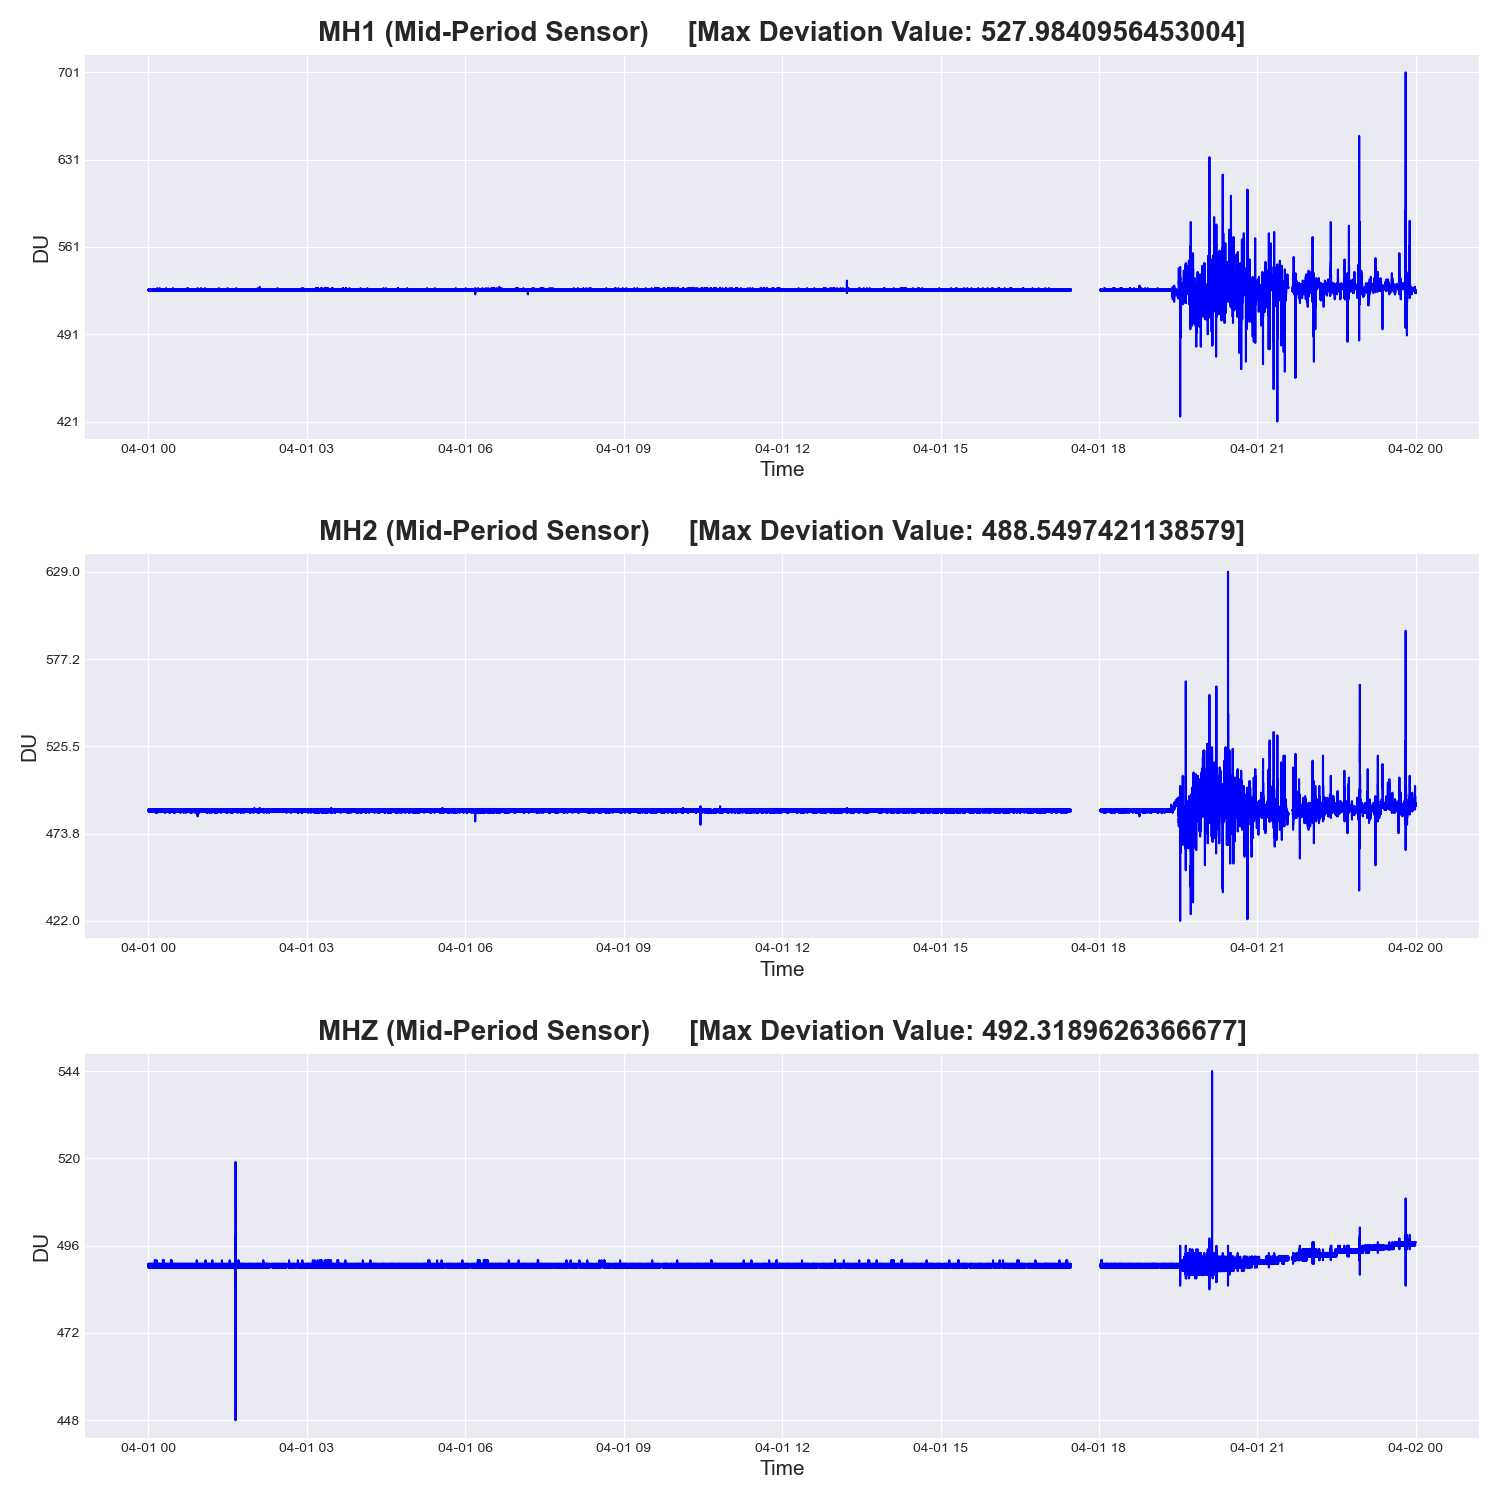 MH1 (Mid-Period Sensor) [Max Deviation Value: 527.9840956453004]
701
631
561
491
421
DU
04-01 00 04-01 03 04-01 06 04-01 09 04-01 12 04-01 15 04-01 18 04-01 21 04-02 00
Time
MH2 (Mid-Period Sensor) [Max Deviation Value: 488.5497421138579]
629.0
577.2
525.5
473.8
422.0
DU
04-01 00 04-01 03 04-01 06 04-01 09 04-01 12 04-01 15 04-01 18 04-01 21 04-02 00
Time
MHZ (Mid-Period Sensor) [Max Deviation Value: 492.3189626366677]
544
520
496
472
448
DU
04-01 00 04-01 03 04-01 06 04-01 09 04-01 12 04-01 15 04-01 18 04-01 21 04-02 00
Time